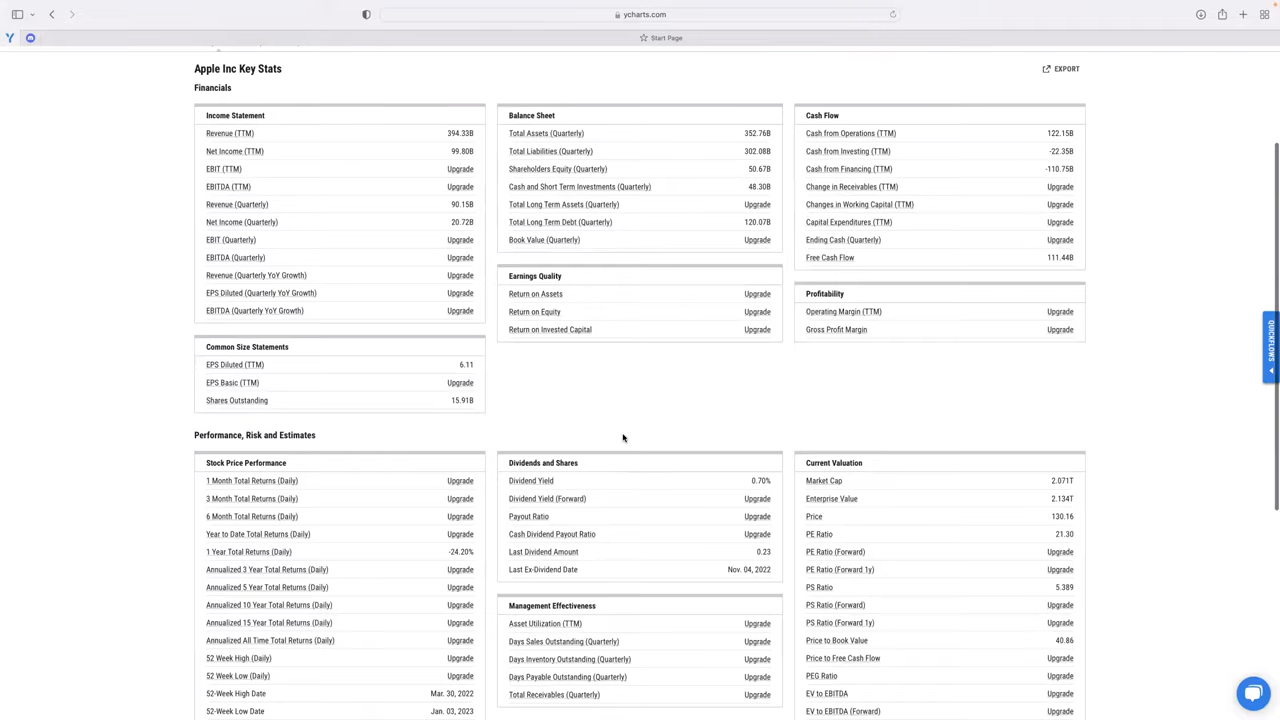 ycharts.com
Start Page
Apple Inc Key Stats
EXPORT
Financials
Income Statement
Revenue (TTM) 394.33B
Net Income (TTM) 99.80B
EBIT (TTM) Upgrade
EBITDA (TTM) Upgrade
Revenue (Quarterly) 90.15B
Net Income (Quarterly) 20.72B
EBIT (Quarterly) Upgrade
EBITDA (Quarterly) Upgrade
Revenue (Quarterly YoY Growth) Upgrade
EPS Diluted (Quarterly YoY Growth) Upgrade
EBITDA (Quarterly YoY Growth) Upgrade
Balance Sheet
Total Assets (Quarterly) 352.76B
Total Liabilities (Quarterly) 302.08B
Shareholders Equity (Quarterly) 50.67B
Cash and Short Term Investments (Quarterly) 48.30B
Total Long Term Assets (Quarterly) Upgrade
Total Long Term Debt (Quarterly) 120.07B
Book Value (Quarterly) Upgrade
Cash Flow
Cash from Operations (TTM) 122.15B
Cash from Investing (TTM) -22.35B
Cash from Financing (TTM) -110.75B
Change in Receivables (TTM) Upgrade
Changes in Working Capital (TTM) Upgrade
Capital Expenditures (TTM) Upgrade
Ending Cash (Quarterly) Upgrade
Free Cash Flow 111.44B
Earnings Quality
Return on Assets Upgrade
Return on Equity Upgrade
Return on Invested Capital Upgrade
Profitability
Operating Margin (TTM) Upgrade
Gross Profit Margin Upgrade
Common Size Statements
EPS Diluted (TTM) 6.11
EPS Basic (TTM) Upgrade
Shares Outstanding 15.91B
QUICKFLOWS
Performance, Risk and Estimates
Stock Price Performance
1 Month Total Returns (Daily) Upgrade
3 Month Total Returns (Daily) Upgrade
6 Month Total Returns (Daily) Upgrade
Year to Date Total Returns (Daily) Upgrade
1 Year Total Returns (Daily) -24.20%
Annualized 3 Year Total Returns (Daily) Upgrade
Annualized 5 Year Total Returns (Daily) Upgrade
Annualized 10 Year Total Returns (Daily) Upgrade
Annualized 15 Year Total Returns (Daily) Upgrade
Annualized All Time Total Returns (Daily) Upgrade
52 Week High (Daily) Upgrade
52 Week Low (Daily) Upgrade
52-Week High Date Mar. 30, 2022
52-Week Low Date Jan. 03, 2023
Dividends and Shares
Dividend Yield 0.70%
Dividend Yield (Forward) Upgrade
Payout Ratio Upgrade
Cash Dividend Payout Ratio Upgrade
Last Dividend Amount 0.23
Last Ex-Dividend Date Nov. 04, 2022
Management Effectiveness
Asset Utilization (TTM) Upgrade
Days Sales Outstanding (Quarterly) Upgrade
Days Inventory Outstanding (Quarterly) Upgrade
Days Payable Outstanding (Quarterly) Upgrade
Total Receivables (Quarterly) Upgrade
Current Valuation
Market Cap 2.071T
Enterprise Value 2.134T
Price 130.16
PE Ratio 21.30
PE Ratio (Forward) Upgrade
PE Ratio (Forward 1y) Upgrade
PS Ratio 5.389
PS Ratio (Forward) Upgrade
PS Ratio (Forward 1y) Upgrade
Price to Book Value 40.86
Price to Free Cash Flow Upgrade
PEG Ratio Upgrade
EV to EBITDA Upgrade
EV to EBITDA (Forward) Upgrade